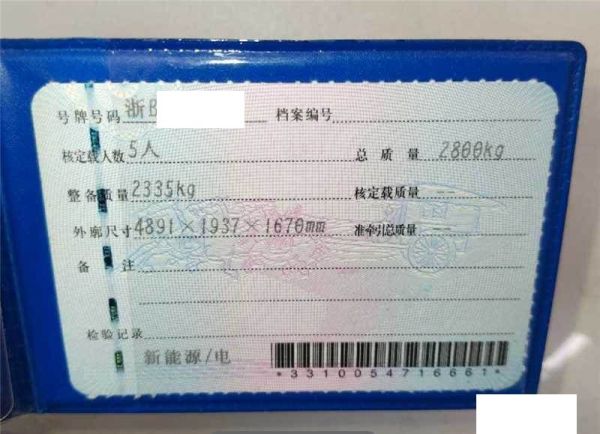 号牌号码 浙B 档案编号
核定载人数 5人 总质量 2800kg
整备质量 2335kg 核定载质量 --
外廓尺寸 4891×1937×1670mm 准牵引总质量 --
备注
检验记录
新能源/电
*3310054716661*